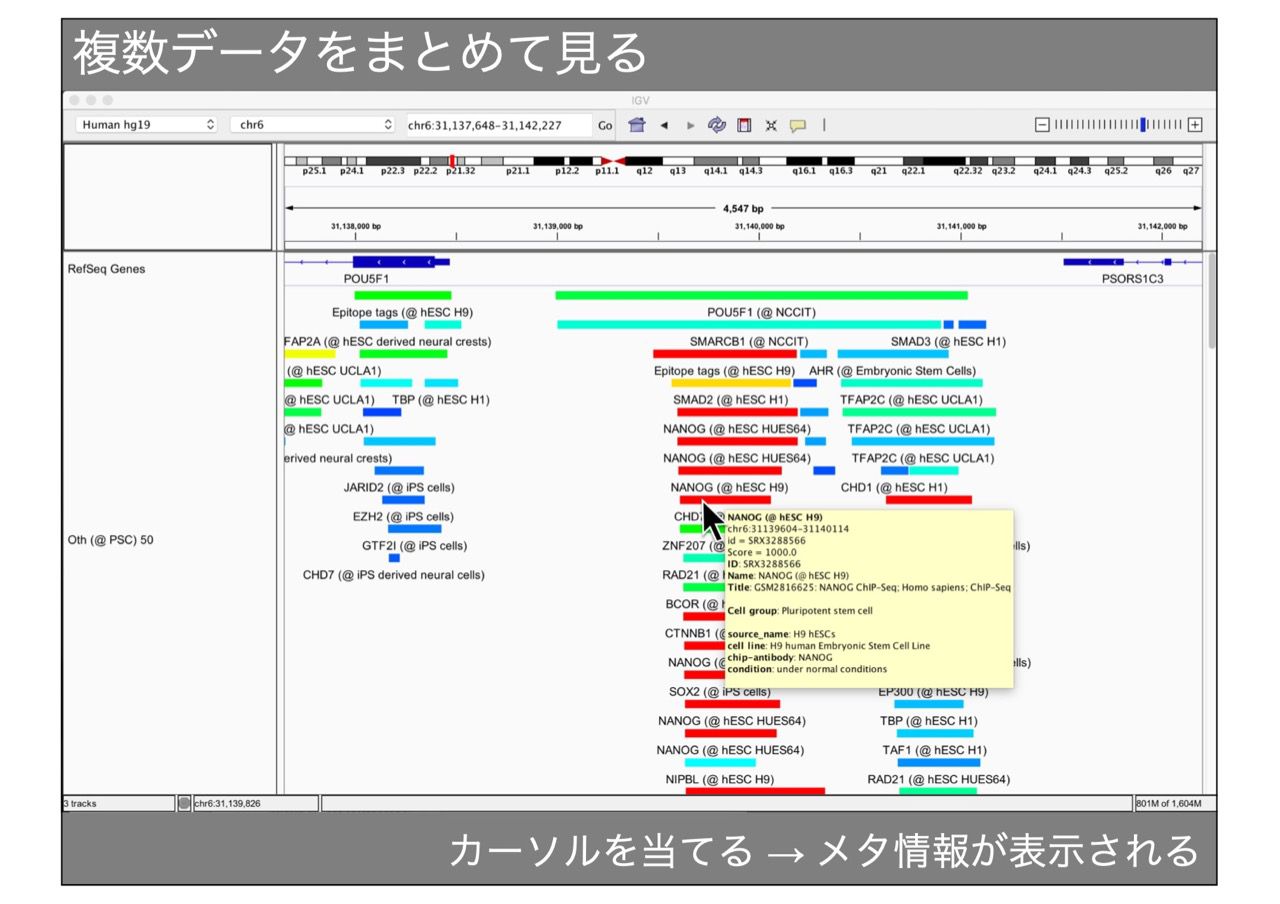 複数データをまとめて見る
IGV
Human hg19 chr6 chr6:31,137,648-31,142,227 Go
p25.1 p24.1 p22.3 p22.2 p21.32 p21.1 p12.2 p11.1 q12 q13 q14.1 q14.3 q16.1 q16.3 q21 q22.1 q22.32 q23.2 q24.1 q24.3 q25.2 q26 q27
4,547 bp
31,138,000 bp 31,139,000 bp 31,140,000 bp 31,141,000 bp 31,142,000 bp
RefSeq Genes
POU5F1 PSORS1C3
Epitope tags (@ hESC H9) POU5F1 (@ NCCIT)
FAP2A (@ hESC derived neural crests) SMARCB1 (@ NCCIT) SMAD3 (@ hESC H1)
(@ hESC UCLA1) Epitope tags (@ hESC H9) AHR (@ Embryonic Stem Cells)
@ hESC UCLA1) TBP (@ hESC H1) SMAD2 (@ hESC H1) TFAP2C (@ hESC UCLA1)
@ hESC UCLA1) NANOG (@ hESC HUES64) TFAP2C (@ hESC UCLA1)
erived neural crests) NANOG (@ hESC HUES64) TFAP2C (@ hESC UCLA1)
JARID2 (@ iPS cells) NANOG (@ hESC H9) CHD1 (@ hESC H1)
EZH2 (@ iPS cells) CHD7
Oth (@ PSC) 50
GTF2I (@ iPS cells) ZNF207 (@ lls)
CHD7 (@ iPS derived neural cells) RAD21 (@
BCOR (@
CTNNB1 (@
NANOG (@ lls)
NANOG (@ hESC H9)
chr6:31139604-31140114
id = SRX3288566
Score = 1000.0
ID: SRX3288566
Name: NANOG (@ hESC H9)
Title: GSM2816625: NANOG ChIP-Seq; Homo sapiens; ChIP-Seq
Cell group: Pluripotent stem cell
source_name: H9 hESCs
cell line: H9 human Embryonic Stem Cell Line
chip-antibody: NANOG
condition: under normal conditions
SOX2 (@ iPS cells) EP300 (@ hESC H9)
NANOG (@ hESC HUES64) TBP (@ hESC H1)
NANOG (@ hESC HUES64) TAF1 (@ hESC H1)
NIPBL (@ hESC H9) RAD21 (@ hESC HUES64)
3 tracks chr6:31,139,826 801M of 1,604M
カーソルを当てる → メタ情報が表示される